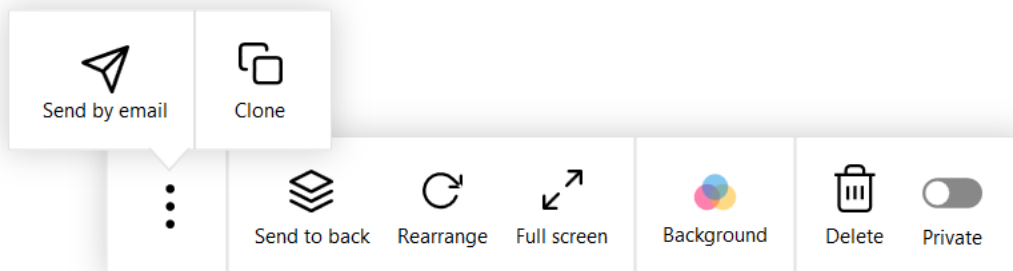 Send by email
Clone
Send to back
Rearrange
Full screen
Background
Delete
Private